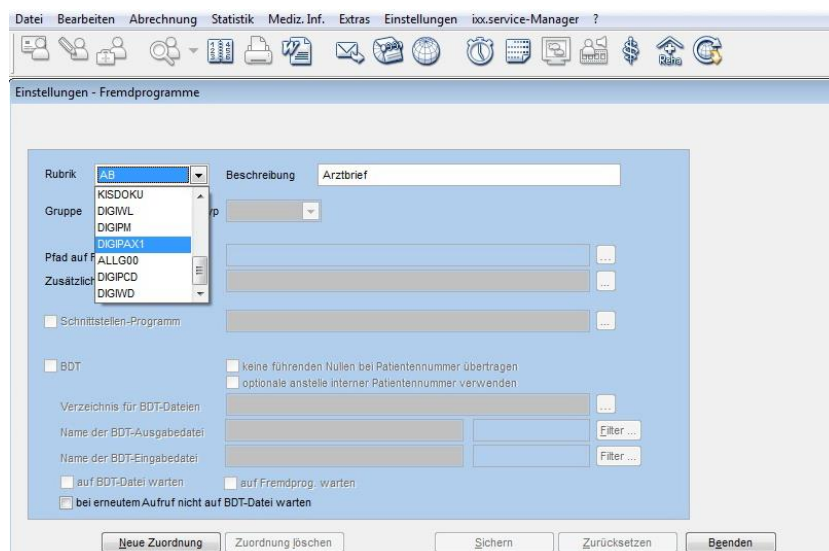 Datei Bearbeiten Abrechnung Statistik Mediz. Inf. Extras Einstellungen ixx.service-Manager ?
Ruhe
Einstellungen - Fremdprogramme
Rubrik AB Beschreibung Arztbrief
KISDOKU
Gruppe DIGIWL yp
DIGIPM
DIGIPAX1
Pfad auf F ALLG00 ...
Zusätzlich DIGIPCD ...
DIGIWD
Schnittstellen-Programm ...
BDT keine führenden Nullen bei Patientennummer übertragen
optionale anstelle interner Patientennummer verwenden
Verzeichnis für BDT-Dateien ...
Name der BDT-Ausgabedatei Filter ...
Name der BDT-Eingabedatei Filter ...
auf BDT-Datei warten auf Fremdprog. warten
bei erneutem Aufruf nicht auf BDT-Datei warten
Neue Zuordnung Zuordnung löschen Sichern Zurücksetzen Beenden